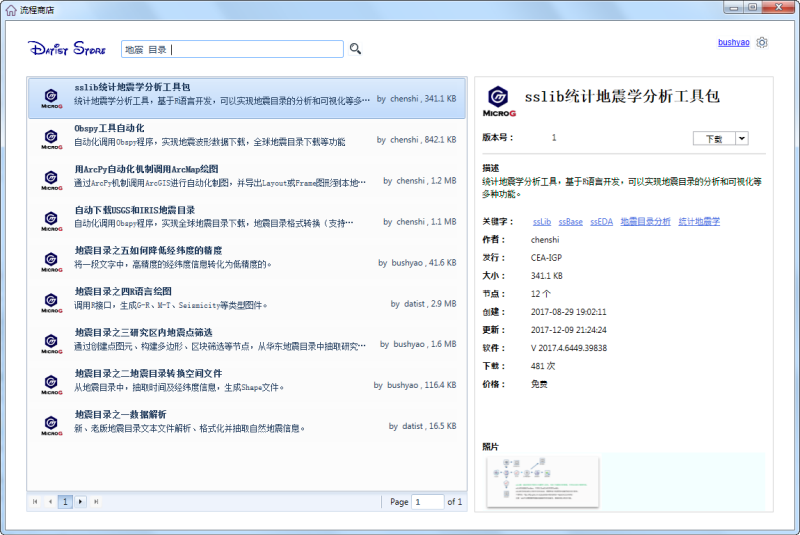 流程商店
Datist Store
地震 目录
bushyao
sslib统计地震学分析工具包
统计地震学分析工具，基于R语言开发，可以实现地震目录的分析和可视化等多…
by chenshi , 341.1 KB
MICROG
Obspy工具自动化
自动化调用Obspy程序，实现地震波形数据下载，全球地震目录下载等功能
by chenshi , 842.1 KB
MICROG
用ArcPy自动化机制调用ArcMap绘图
通过ArcPy机制调用ArcGIS进行自动化制图，并导出Layout或Frame图形到本地…
by chenshi , 1.2 MB
MICROG
自动下载USGS和IRIS地震目录
自动化调用Obspy程序，实现全球地震目录下载，地震目录格式转换（支持…
by chenshi , 1.1 MB
MICROG
地震目录之五如何降低经纬度的精度
将一段文字中，高精度的经纬度信息转化为低精度的。
by bushyao , 41.6 KB
MICROG
地震目录之四R语言绘图
调用R接口，生成G-R、M-T、Seismicity等类型图件。
by datist , 2.9 MB
MICROG
地震目录之三研究区内地震点筛选
通过创建点图元、构建多边形、区块筛选等节点，从华东地震目录中抽取研究…
by bushyao , 1.6 MB
MICROG
地震目录之二地震目录转换空间文件
从地震目录中，抽取时间及经纬度信息，生成Shape文件。
by bushyao , 116.4 KB
MICROG
地震目录之一数据解析
新、老版地震目录文本文件解析、格式化并抽取自然地震信息。
by datist , 16.5 KB
MICROG
1
Page 1 of 1
MICROG
sslib统计地震学分析工具包
版本号： 1
下载
描述
统计地震学分析工具，基于R语言开发，可以实现地震目录的分析和可视化等
多种功能。
关键字： ssLib ssBase ssEDA 地震目录分析 统计地震学
作者： chenshi
发行： CEA-IGP
大小： 341.1 KB
节点： 12 个
创建： 2017-08-29 19:02:11
更新： 2017-12-09 21:24:24
软件： V 2017.4.6449.39838
下载： 481 次
价格： 免费
照片